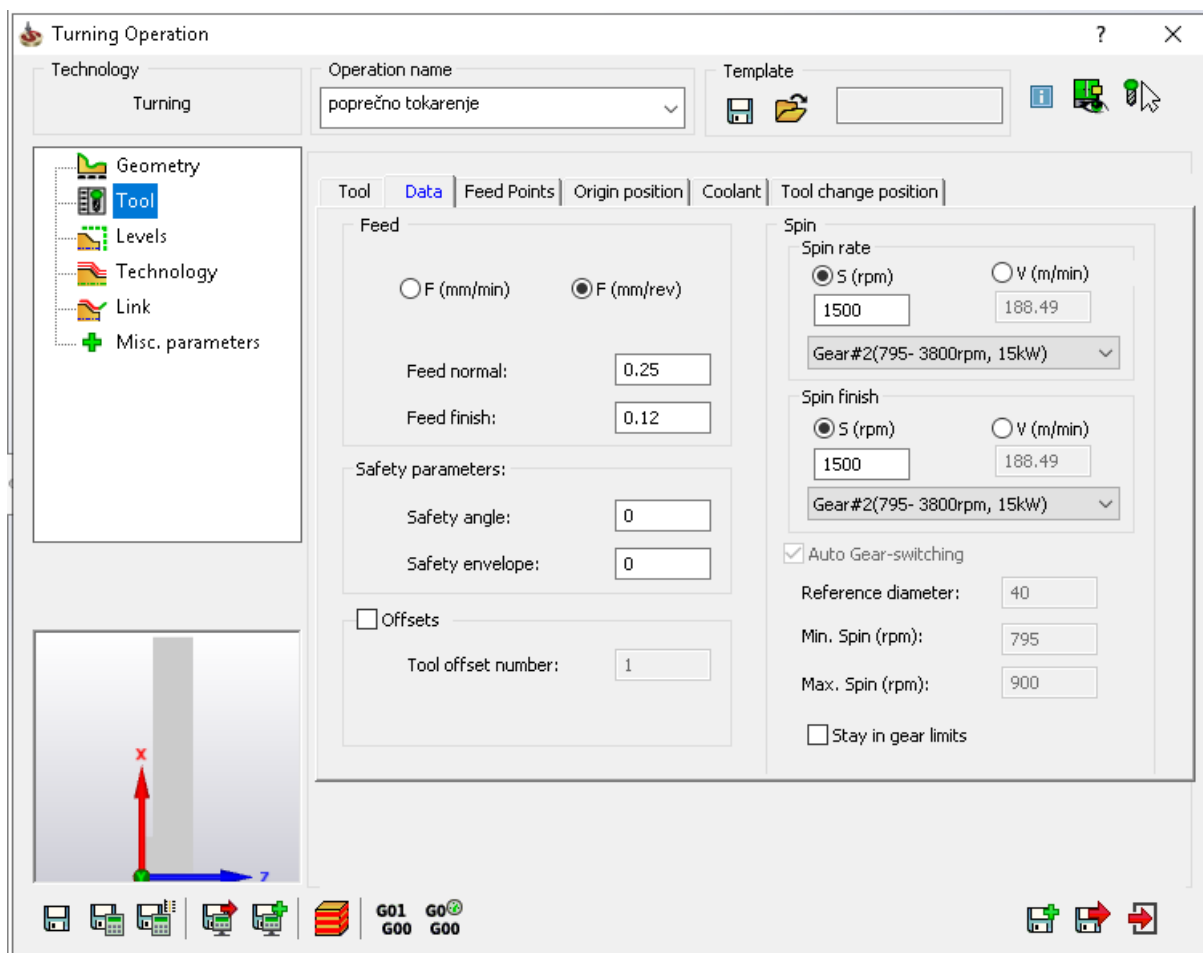 Turning Operation
?
Technology
Turning
Operation name
poprečno tokarenje
Template
Geometry
Tool
Levels
Technology
Link
Misc. parameters
Tool
Data
Feed Points
Origin position
Coolant
Tool change position
Feed
F (mm/min)
F (mm/rev)
Feed normal:
0.25
Feed finish:
0.12
Safety parameters:
Safety angle:
0
Safety envelope:
0
Offsets
Tool offset number:
1
Spin
Spin rate
S (rpm)
V (m/min)
1500
188.49
Gear#2(795- 3800rpm, 15kW)
Spin finish
S (rpm)
V (m/min)
1500
188.49
Gear#2(795- 3800rpm, 15kW)
Auto Gear-switching
Reference diameter:
40
Min. Spin (rpm):
795
Max. Spin (rpm):
900
Stay in gear limits
X
Z
G01
G00
G0
G00